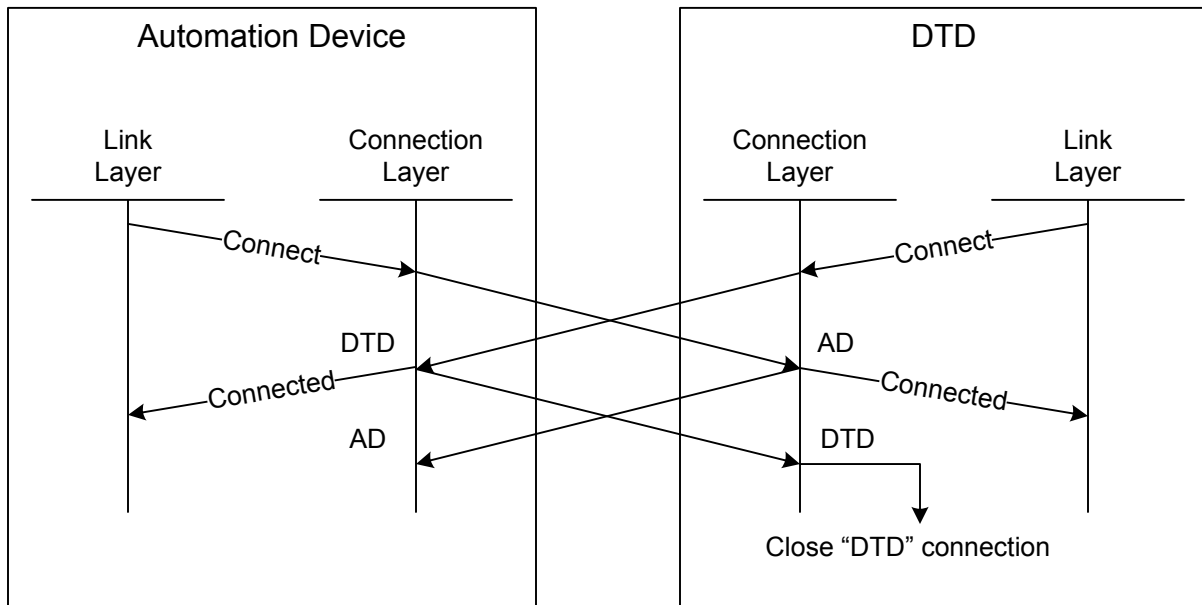 Automation Device
DTD
Link
Layer
Connection
Layer
Connection
Layer
Link
Layer
Connect
Connect
DTD
AD
Connected
Connected
AD
DTD
Close “DTD” connection